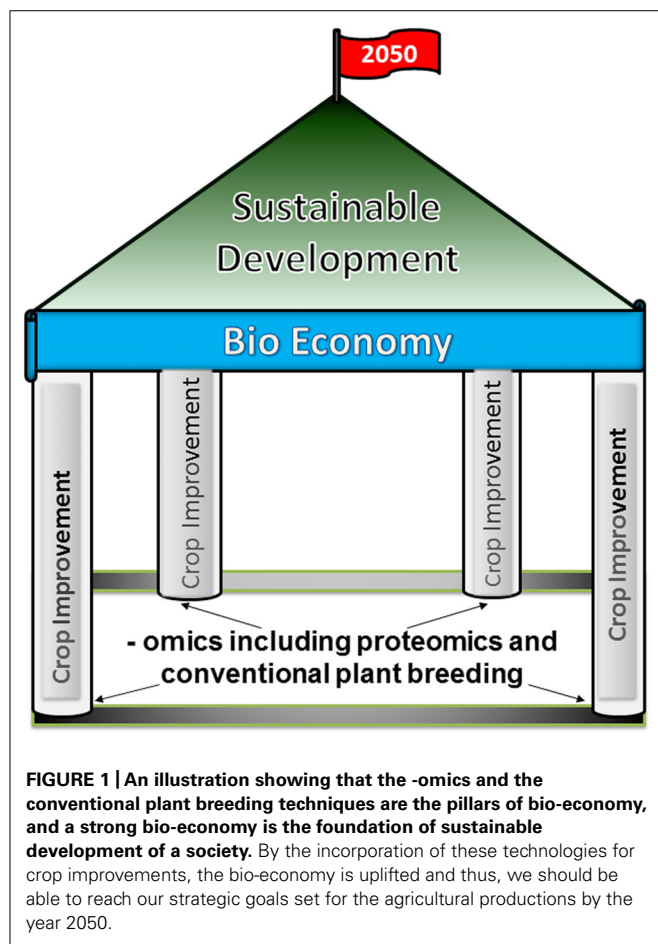 2050
Sustainable
Development
Bio Economy
Crop Improvement
Crop Improvement
Crop Improvement
Crop Improvement
- omics including proteomics and
conventional plant breeding
FIGURE 1 | An illustration showing that the -omics and the
conventional plant breeding techniques are the pillars of bio-economy,
and a strong bio-economy is the foundation of sustainable
development of a society. By the incorporation of these technologies for
crop improvements, the bio-economy is uplifted and thus, we should be
able to reach our strategic goals set for the agricultural productions by the
year 2050.